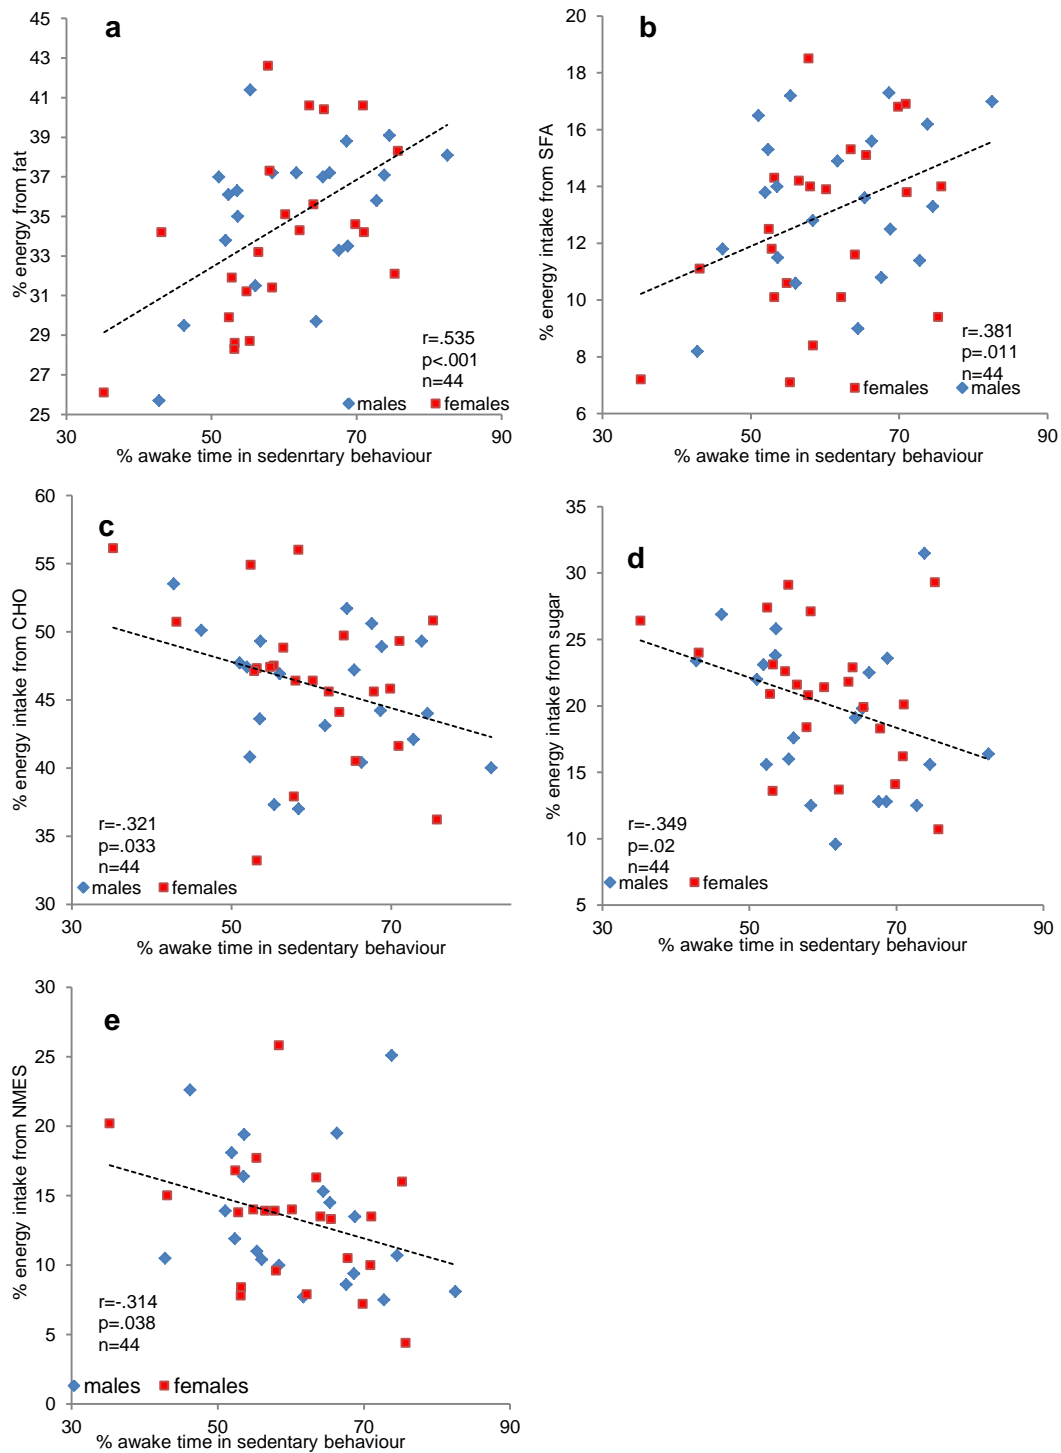 a
45
43
41
39
37
35
33
31
29
27
25
% energy from fat
r=.535
p<.001
n=44
males females
30 50 70 90
% awake time in sedenrtary behaviour
b
20
18
16
14
12
10
8
6
% energy intake from SFA
r=.381
p=.011
n=44
females males
30 50 70 90
% awake time in sedentary behaviour
c
60
55
50
45
40
35
30
% energy intake from CHO
r=-.321
p=.033
n=44
males females
30 50 70
% awake time in sedentary behaviour
d
35
30
25
20
15
10
5
% energy intake from sugar
r=-.349
p=.02
n=44
males females
30 50 70 90
% awake time in sedentary behaviour
e
30
25
20
15
10
5
0
% energy intake from NMES
r=-.314
p=.038
n=44
males females
30 50 70 90
% awake time in sedentary behaviour